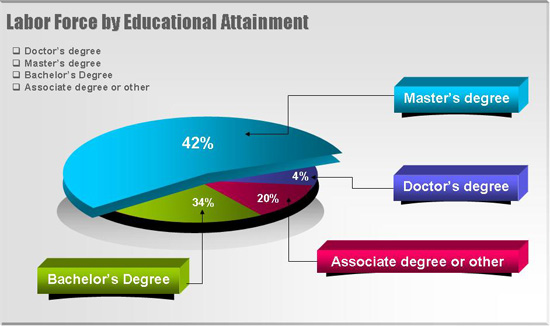 Labor Force by Educational Attainment
❑ Doctor's degree
❑ Master's degree
❑ Bachelor's Degree
❑ Associate degree or other
Master's degree
42%
4%
Doctor's degree
34%
20%
Associate degree or other
Bachelor's Degree